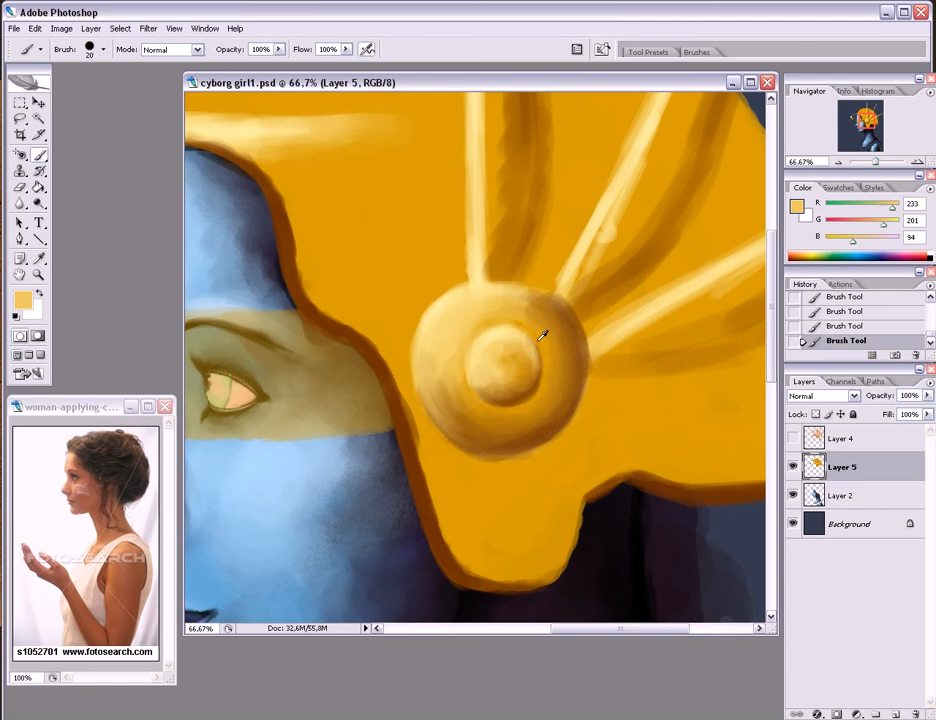 Adobe Photoshop
File Edit Image Layer Select Filter View Window Help
Brush: 20 Mode: Normal Opacity: 100% Flow: 100%
Tool Presets Brushes
cyborg girl1.psd @ 66,7% (Layer 5, RGB/8)
Navigator Info Histogram
66.67%
Color Swatches Styles
R 233
G 201
B 94
History Actions
Brush Tool
Brush Tool
Brush Tool
Brush Tool
Layers Channels Paths
Normal Opacity: 100%
Lock: Fill: 100%
Layer 4
Layer 5
Layer 2
Background
T
woman-applying-c...
FOTOSEARCH
s1052701 www.fotosearch.com
100%
66,67% Doc: 32,6M/55,8M